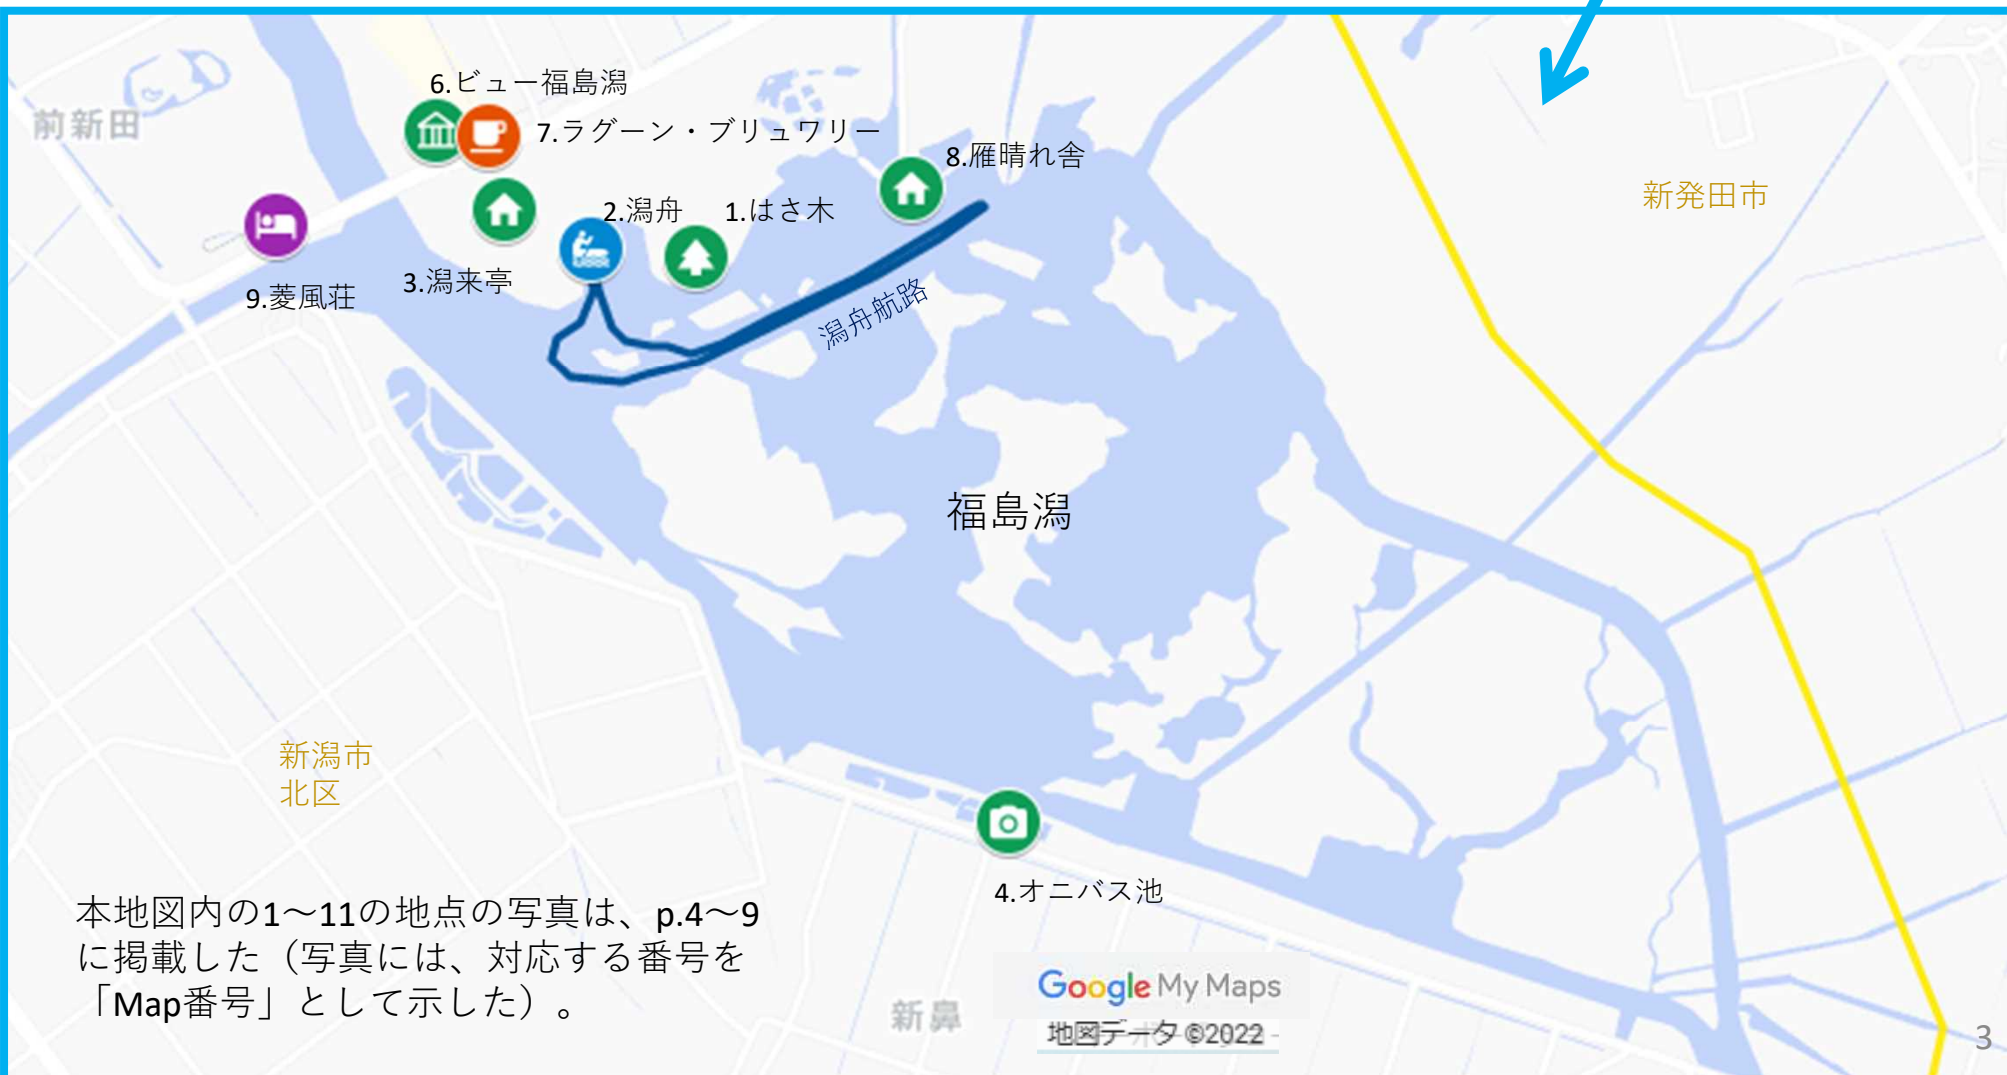 6.ビュー福島潟
前新田
7.ラグーン・ブリュワリー
8.雁晴れ舎
新発田市
2.潟舟
1.はさ木
3.潟来亭
9.菱風荘
潟舟航路
福島潟
新潟市
北区
4.オニバス池
本地図内の1～11の地点の写真は、p.4～9
に掲載した（写真には、対応する番号を
「Map番号」として示した）。
Google My Maps
新鼻
地図データ ©2022
3